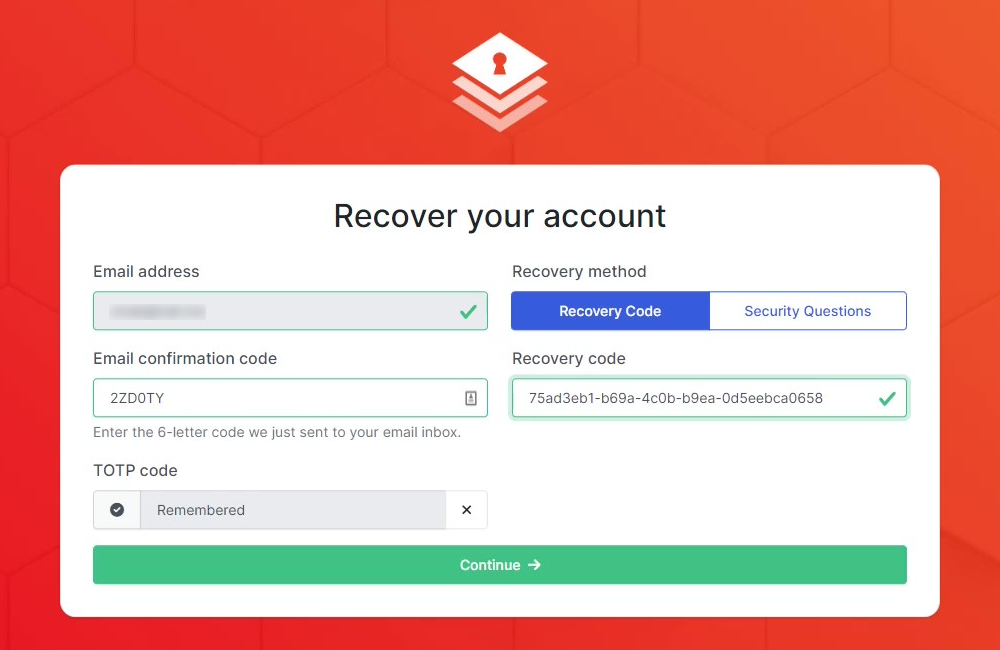 Recover your account
Email address
Recovery method
Recovery Code
Security Questions
Email confirmation code
Recovery code
2ZD0TY
75ad3eb1-b69a-4c0b-b9ea-0d5eebca0658
Enter the 6-letter code we just sent to your email inbox.
TOTP code
Remembered
Continue